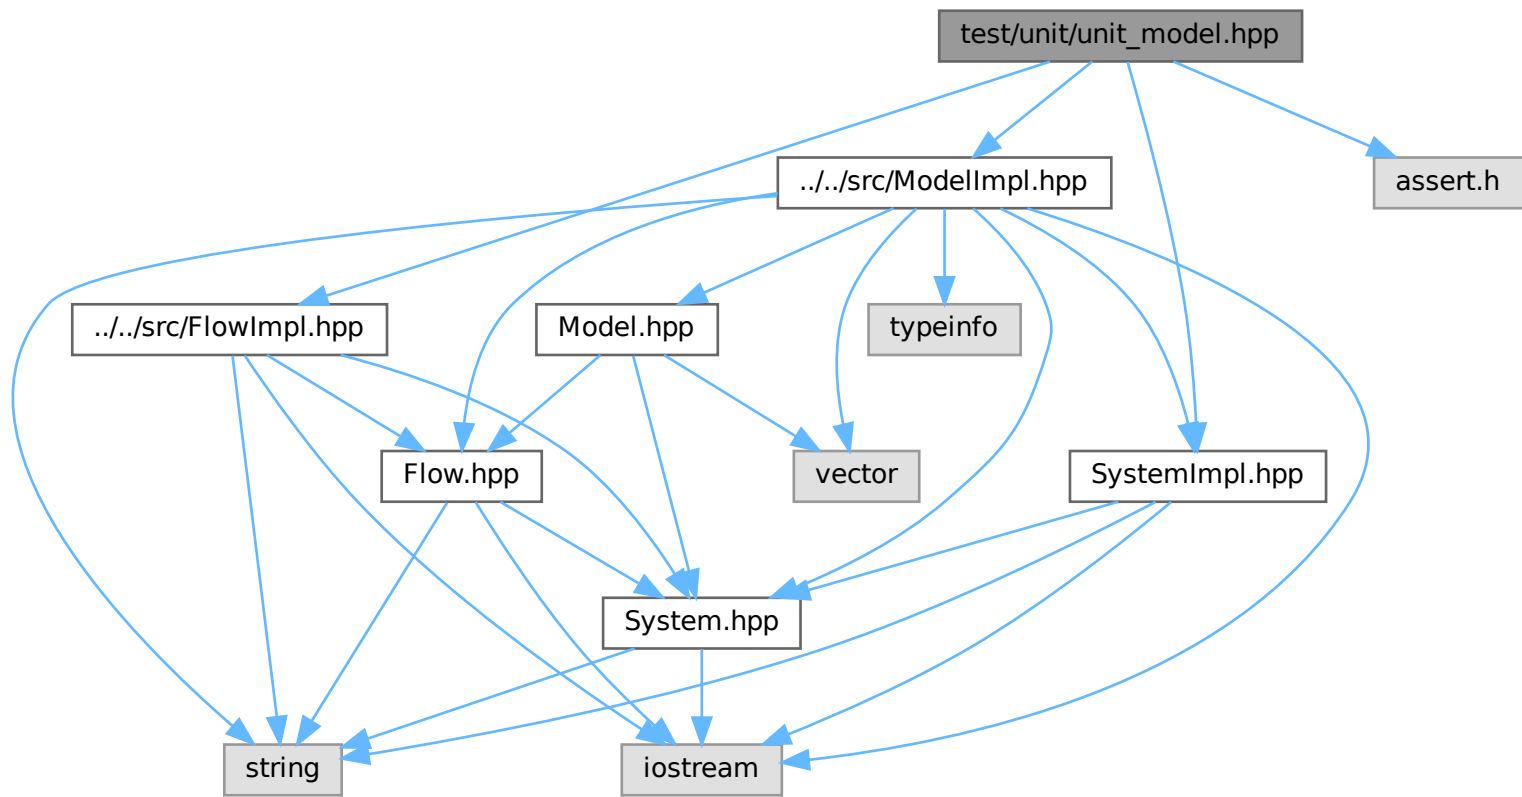 test/unit/unit_model.hpp
../../src/ModelImpl.hpp
assert.h
../../src/FlowImpl.hpp
Model.hpp
typeinfo
Flow.hpp
vector
SystemImpl.hpp
System.hpp
string
iostream